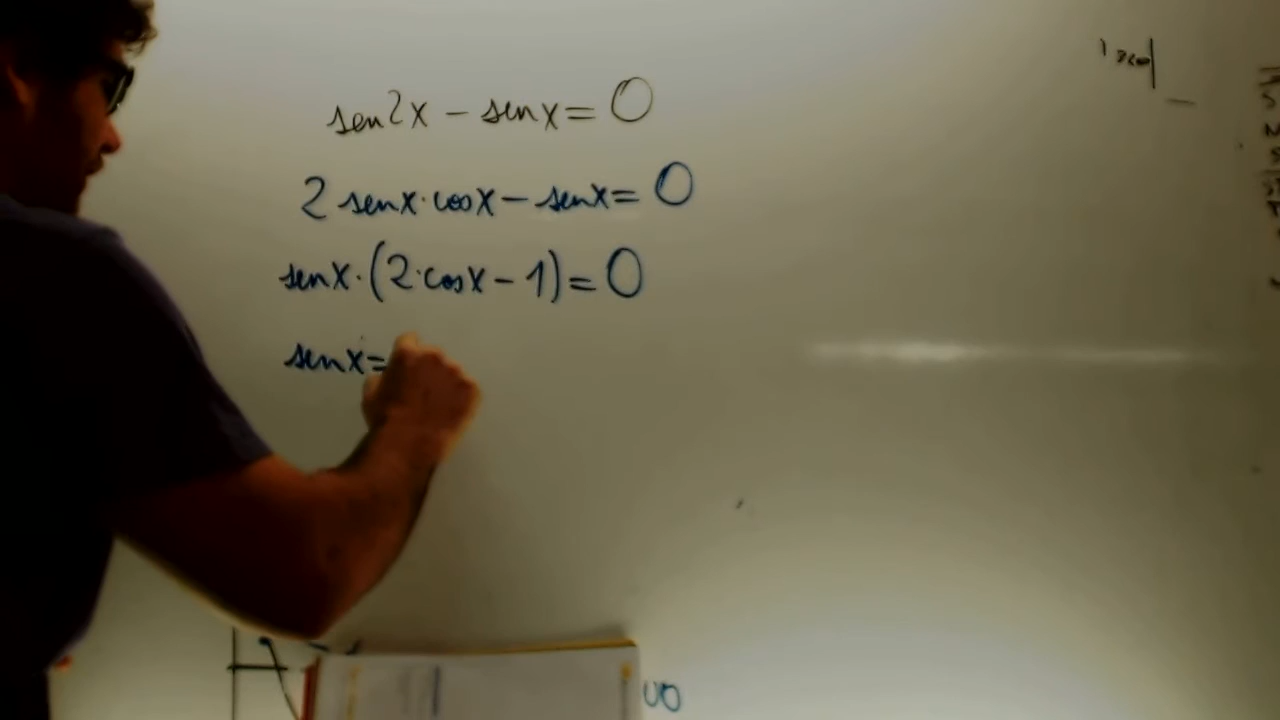 sen2x - senx = 0
2 senx · cosx - senx = 0
senx · (2 · cosx - 1) = 0
senx =